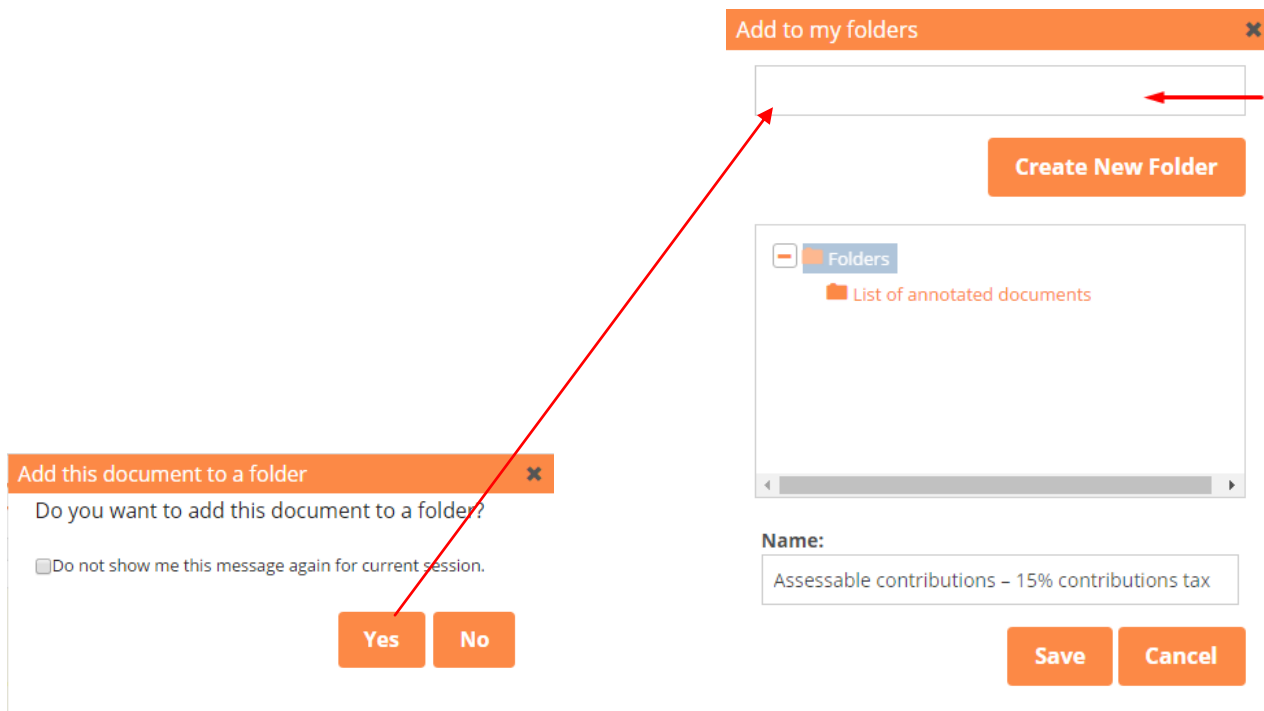 Add to my folders
Create New Folder
Folders
List of annotated documents
Name:
Assessable contributions – 15% contributions tax
Save Cancel
Add this document to a folder
Do you want to add this document to a folder?
Do not show me this message again for current session.
Yes No